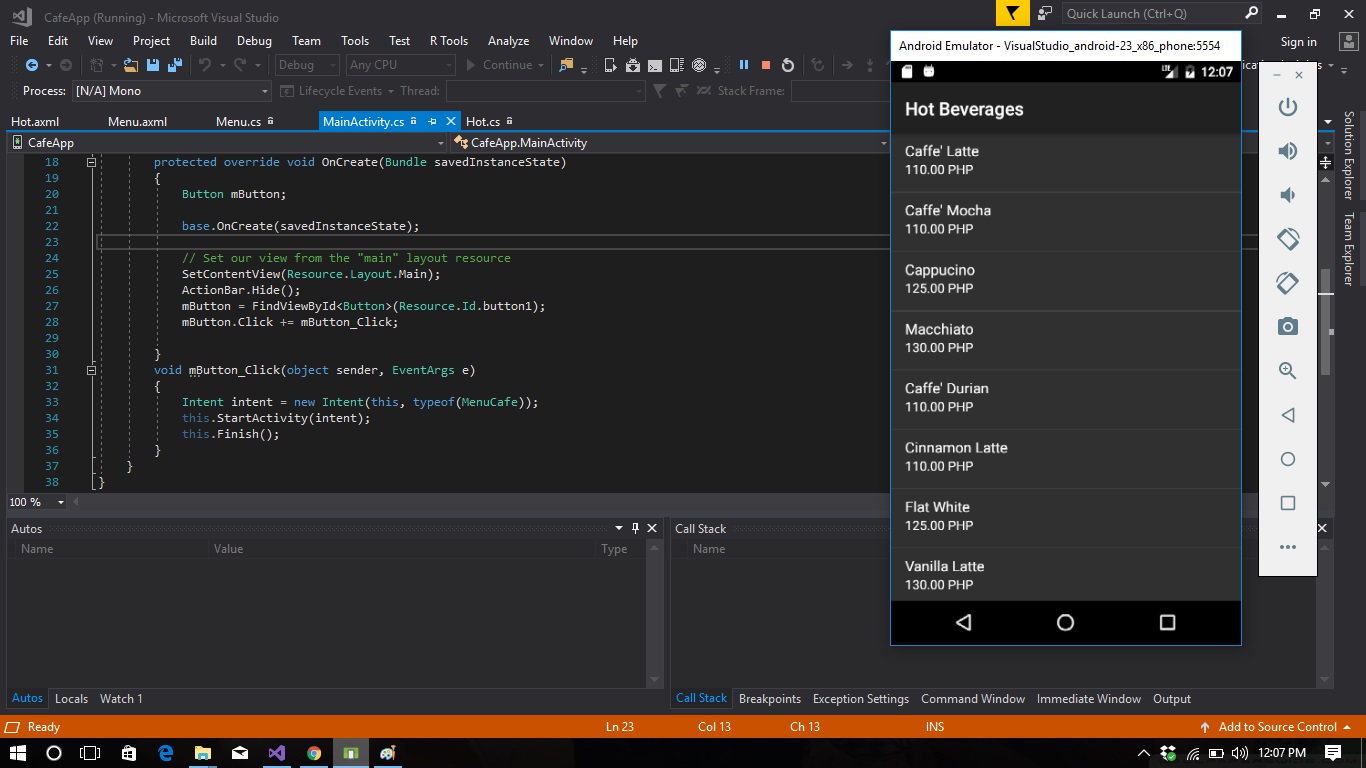 CafeApp (Running) - Microsoft Visual Studio
Quick Launch (Ctrl+Q)
File Edit View Project Build Debug Team Tools Test R Tools Analyze Window Help
Sign in
Debug Any CPU Continue
Process: [N/A] Mono Lifecycle Events Thread: Stack Frame:
Hot.axml Menu.axml Menu.cs MainActivity.cs Hot.cs
CafeApp CafeApp.MainActivity
18 protected override void OnCreate(Bundle savedInstanceState)
19 {
20 Button mButton;
21
22 base.OnCreate(savedInstanceState);
23
24 // Set our view from the "main" layout resource
25 SetContentView(Resource.Layout.Main);
26 ActionBar.Hide();
27 mButton = FindViewById<Button>(Resource.Id.button1);
28 mButton.Click += mButton_Click;
29
30 }
31 void mButton_Click(object sender, EventArgs e)
32 {
33 Intent intent = new Intent(this, typeof(MenuCafe));
34 this.StartActivity(intent);
35 this.Finish();
36 }
37 }
38 }
100 %
Autos
Name Value Type
Autos Locals Watch 1
Call Stack
Name
Call Stack Breakpoints Exception Settings Command Window Immediate Window Output
Android Emulator - VisualStudio_android-23_x86_phone:5554
LTE 12:07
Hot Beverages
Caffe' Latte
110.00 PHP
Caffe' Mocha
110.00 PHP
Cappucino
125.00 PHP
Macchiato
130.00 PHP
Caffe' Durian
110.00 PHP
Cinnamon Latte
110.00 PHP
Flat White
125.00 PHP
Vanilla Latte
130.00 PHP
Solution Explorer
Team Explorer
Ready Ln 23 Col 13 Ch 13 INS Add to Source Control
12:07 PM